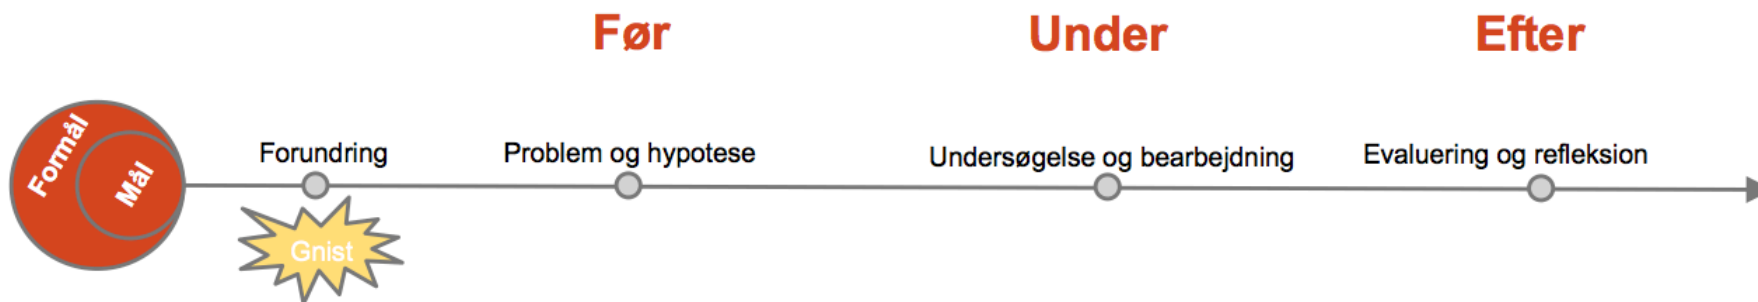 Før
Under
Efter
Formål
Mål
Forundring
Problem og hypotese
Undersøgelse og bearbejdning
Evaluering og refleksion
Gnist